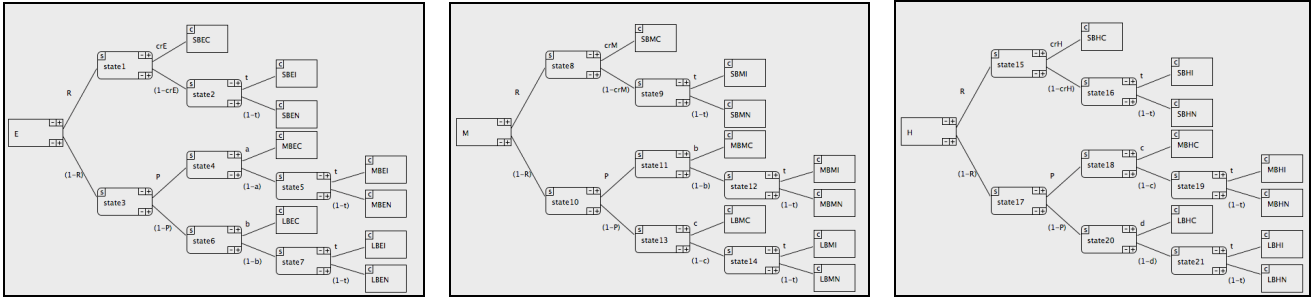 E
R
(1-R)
s
state1
crE
(1-crE)
c
SBEC
s
state2
t
(1-t)
c
SBEI
c
SBEN
s
state3
P
(1-P)
s
state4
a
(1-a)
c
MBEC
s
state5
t
(1-t)
c
MBEI
c
MBEN
s
state6
b
(1-b)
c
LBEC
s
state7
t
(1-t)
c
LBEI
c
LBEN
M
R
(1-R)
s
state8
crM
(1-crM)
c
SBMC
s
state9
t
(1-t)
c
SBMI
c
SBMN
s
state10
P
(1-P)
s
state11
b
(1-b)
c
MBMC
s
state12
t
(1-t)
c
MBMI
c
MBMN
s
state13
c
(1-c)
c
LBMC
s
state14
t
(1-t)
c
LBMI
c
LBMN
H
R
(1-R)
s
state15
crH
(1-crH)
c
SBHC
s
state16
t
(1-t)
c
SBHI
c
SBHN
s
state17
P
(1-P)
s
state18
c
(1-c)
c
MBHC
s
state19
t
(1-t)
c
MBHI
c
MBHN
s
state20
d
(1-d)
c
LBHC
s
state21
t
(1-t)
c
LBHI
c
LBHN